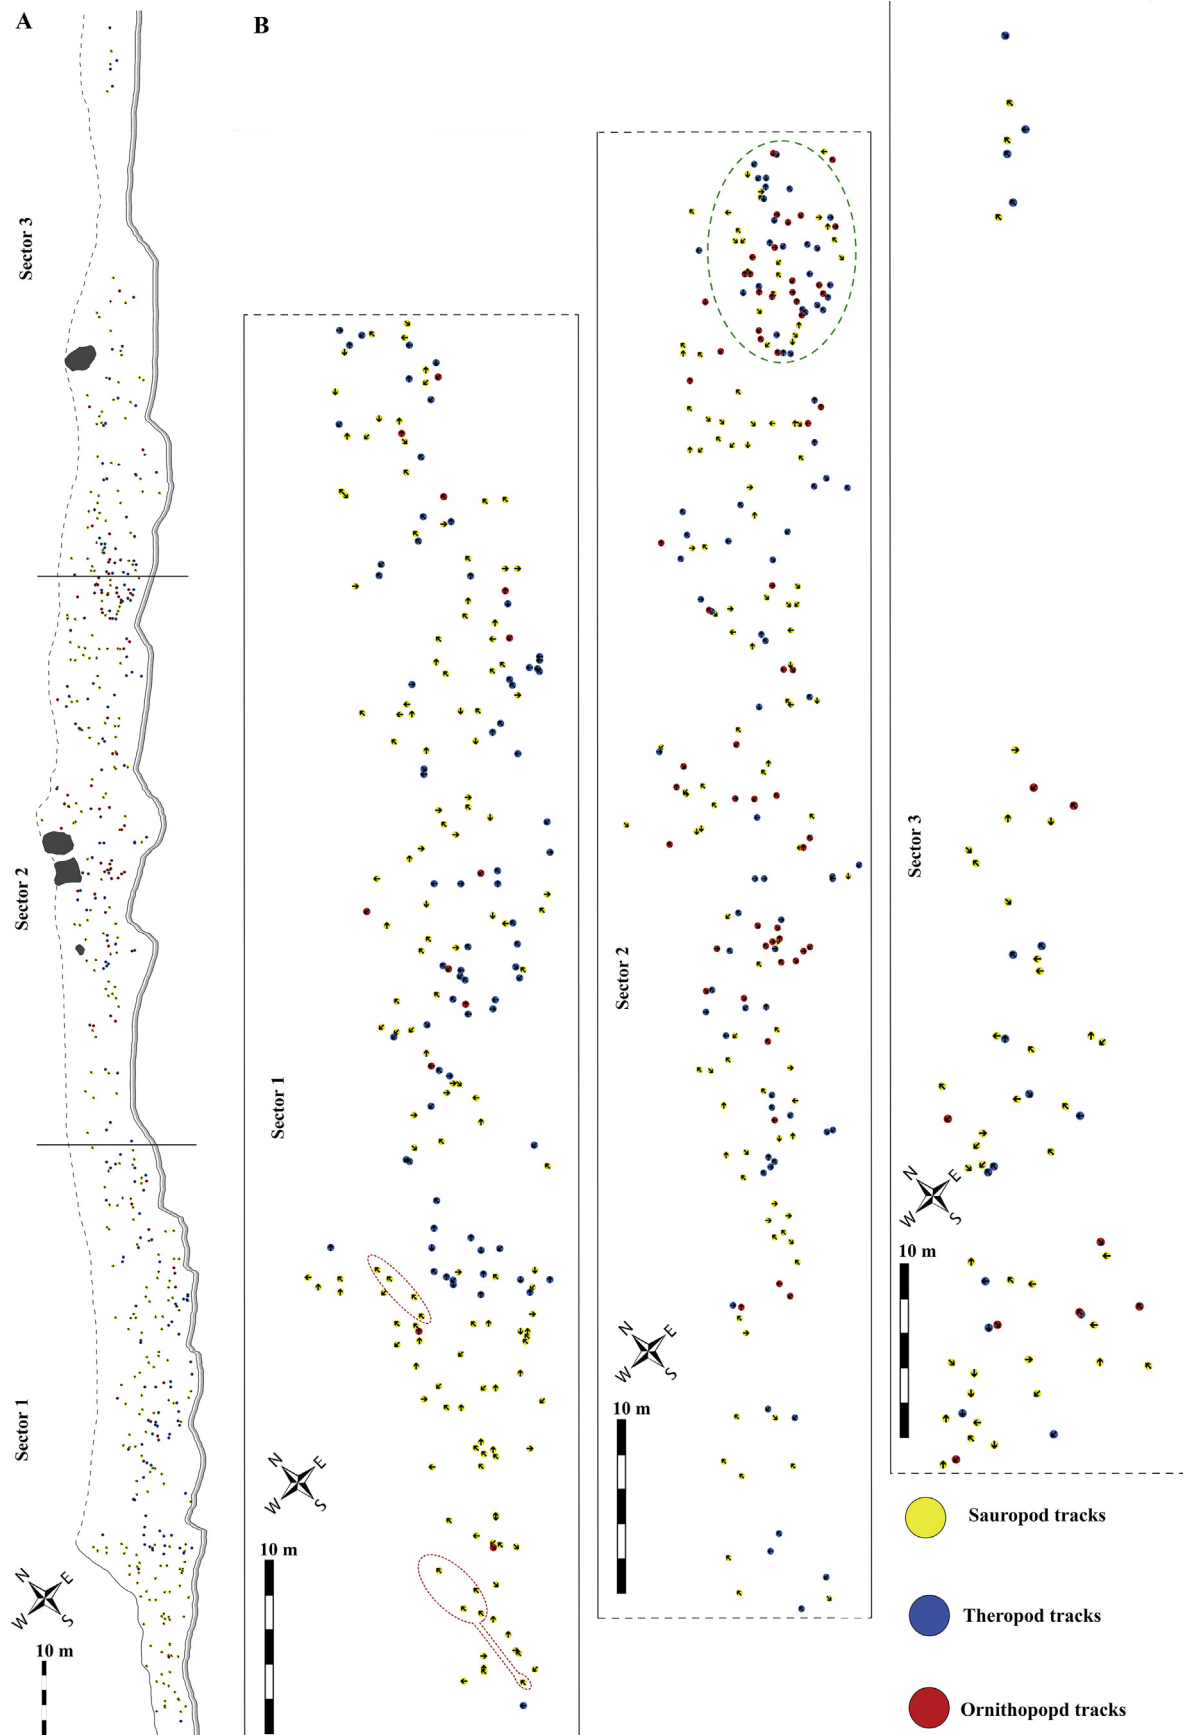 A
B
Sector 3
Sector 2
Sector 1
N
E
W
S
10 m
Sector 1
N
E
W
S
10 m
Sector 2
N
E
W
S
10 m
Sector 3
N
E
W
S
10 m
Sauropod tracks
Theropod tracks
Ornithopopd tracks